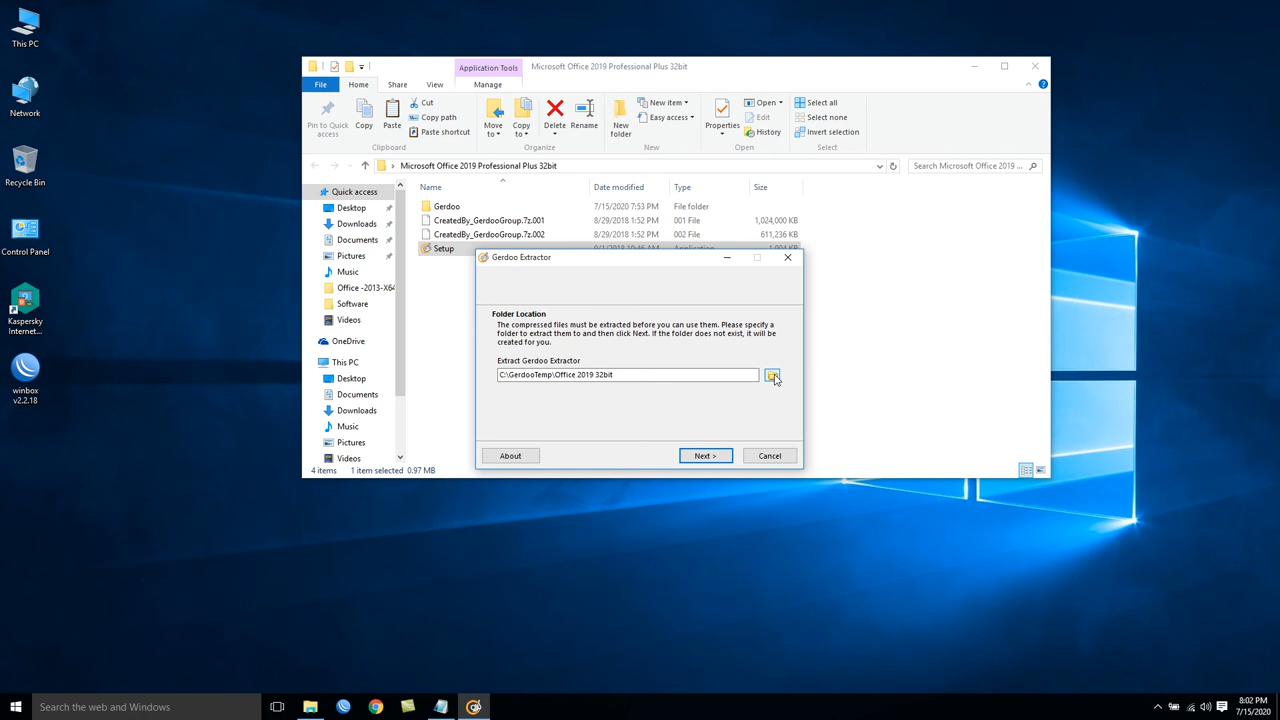 This PC
Network
Recycle Bin
Control Panel
Kaspersky
Internet...
winbox
v2.2.18
Application Tools
Microsoft Office 2019 Professional Plus 32bit
File
Home
Share
View
Manage
Pin to Quick
access
Copy
Paste
Cut
Copy path
Paste shortcut
Clipboard
Move
to
Copy
to
Delete
Rename
Organize
New
folder
New item
Easy access
New
Properties
Open
Edit
History
Open
Select all
Select none
Invert selection
Select
Microsoft Office 2019 Professional Plus 32bit
Search Microsoft Office 2019 ...
Quick access
Desktop
Downloads
Documents
Pictures
Music
Office -2013-X64
Software
Videos
OneDrive
This PC
Desktop
Documents
Downloads
Music
Pictures
Videos
Name Date modified Type Size
Gerdoo 7/15/2020 7:53 PM File folder
CreatedBy_GerdooGroup.7z.001 8/29/2018 1:52 PM 001 File 1,024,000 KB
CreatedBy_GerdooGroup.7z.002 8/29/2018 1:52 PM 002 File 611,236 KB
Setup
Gerdoo Extractor
Folder Location
The compressed files must be extracted before you can use them. Please specify a
folder to extract them to and then click Next. If the folder does not exist, it will be
created for you.
Extract Gerdoo Extractor
C:\GerdooTemp\Office 2019 32bit
About
Next >
Cancel
4 items 1 item selected 0.97 MB
Search the web and Windows
8:02 PM
7/15/2020